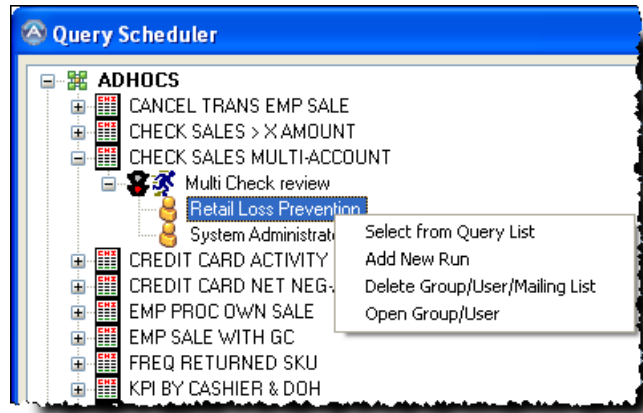 Query Scheduler
ADHOCS
CANCEL TRANS EMP SALE
CHECK SALES > X AMOUNT
CHECK SALES MULTI-ACCOUNT
Multi Check review
Retail Loss Prevention
System Administrat
Select from Query List
Add New Run
Delete Group/User/Mailing List
Open Group/User
CREDIT CARD ACTIVITY
CREDIT CARD NET NEG-
EMP PROC OWN SALE
EMP SALE WITH GC
FREQ RETURNED SKU
KPI BY CASHIER & DOH